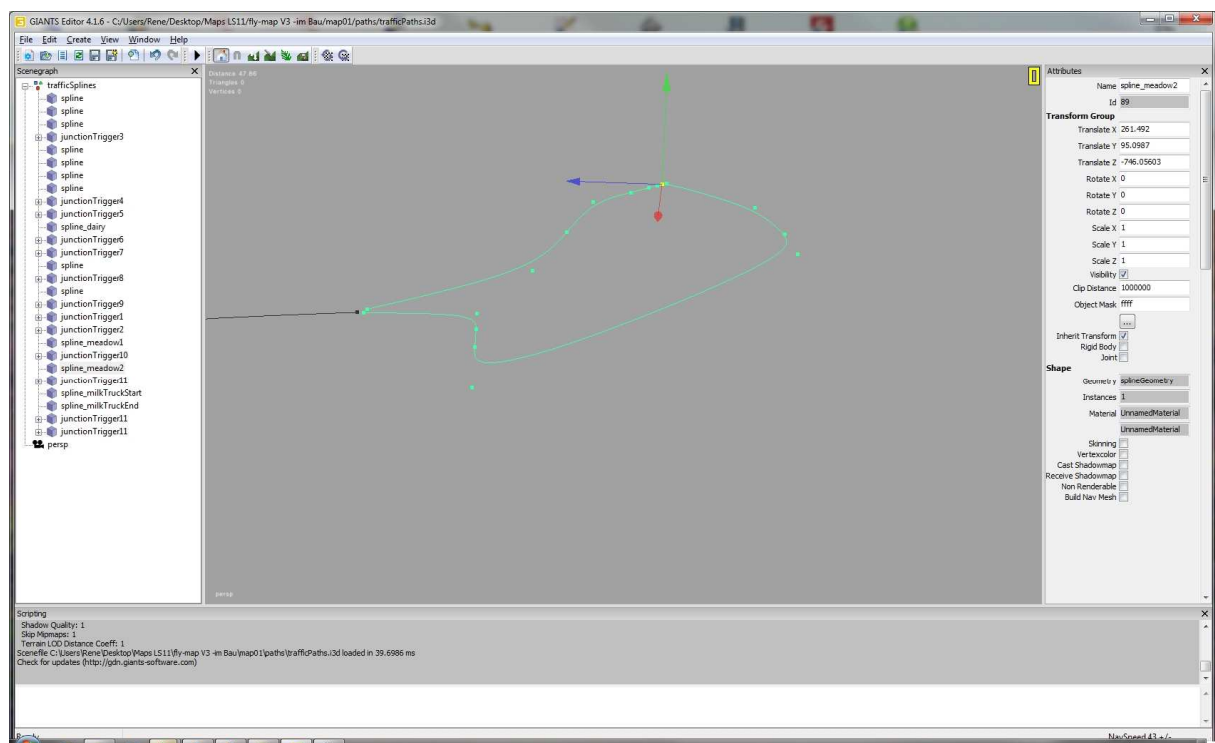 GIANTS Editor 4.1.6 - C:/Users/Rene/Desktop/Maps LS11/fly-map V3 -im Bau/map01/paths/trafficPaths.i3d
File Edit Create View Window Help
Scenegraph
trafficSplines
spline
spline
spline
junctionTrigger3
spline
spline
spline
spline
junctionTrigger4
junctionTrigger5
spline_dairy
junctionTrigger6
junctionTrigger7
spline
junctionTrigger8
spline
junctionTrigger9
junctionTrigger1
junctionTrigger2
spline_meadow1
junctionTrigger10
spline_meadow2
junctionTrigger11
spline_milkTruckStart
spline_milkTruckEnd
junctionTrigger11
junctionTrigger11
persp
Distance 47.86
Triangles 0
Vertices 0
persp
Attributes
Name spline_meadow2
Id 89
Transform Group
Translate X 261.492
Translate Y 95.0987
Translate Z -746.05603
Rotate X 0
Rotate Y 0
Rotate Z 0
Scale X 1
Scale Y 1
Scale Z 1
Visibility
Clip Distance 1000000
Object Mask ffff
...
Inherit Transform
Rigid Body
Joint
Shape
Geometry splineGeometry
Instances 1
Material UnnamedMaterial
UnnamedMaterial
Skinning
Vertexcolor
Cast Shadowmap
Receive Shadowmap
Non Renderable
Build Nav Mesh
Scripting
Shadow Quality: 1
Skip Mipmaps: 1
Terrain LOD Distance Coeff: 1
Scenefile C:\Users\Rene\Desktop\Maps LS11\fly-map V3 -im Bau\map01\paths\trafficPaths.i3d loaded in 39.6986 ms
Check for updates (http://gdn.giants-software.com)
Ready
NavSpeed 43 +/-